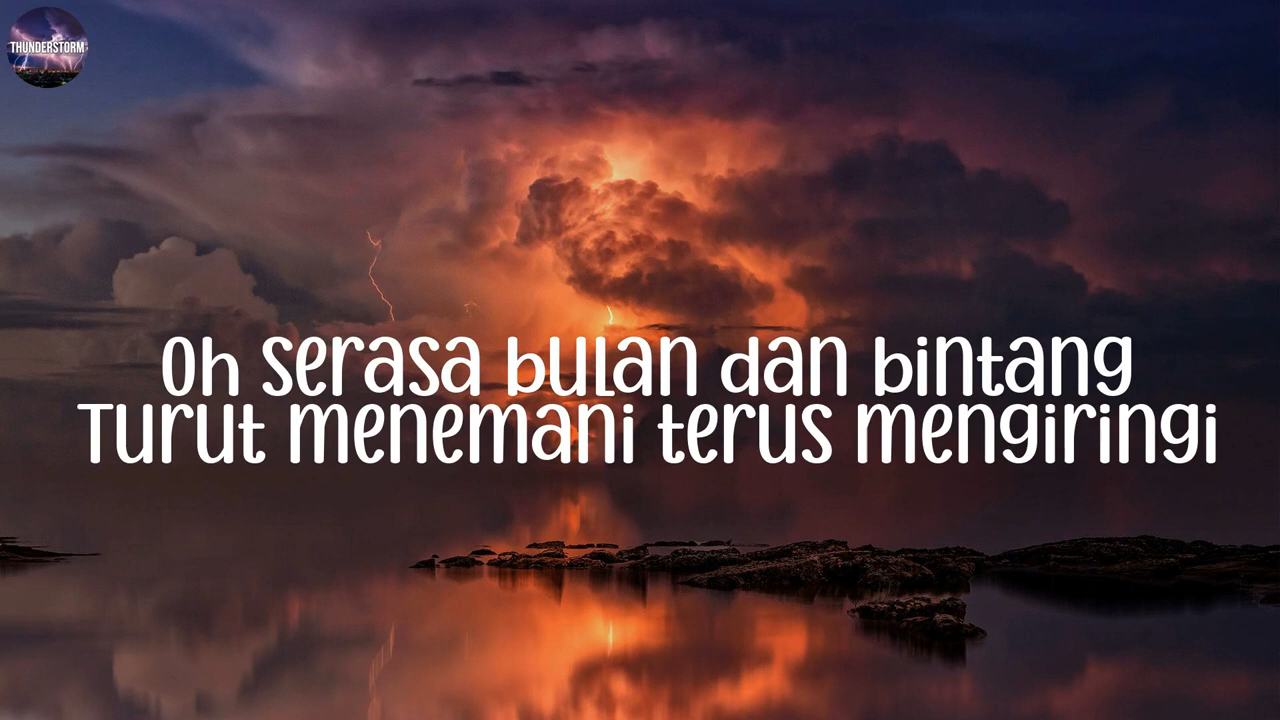 THUNDERSTORM
Oh serasa bulan dan bintang
Turut menemani terus mengiringi